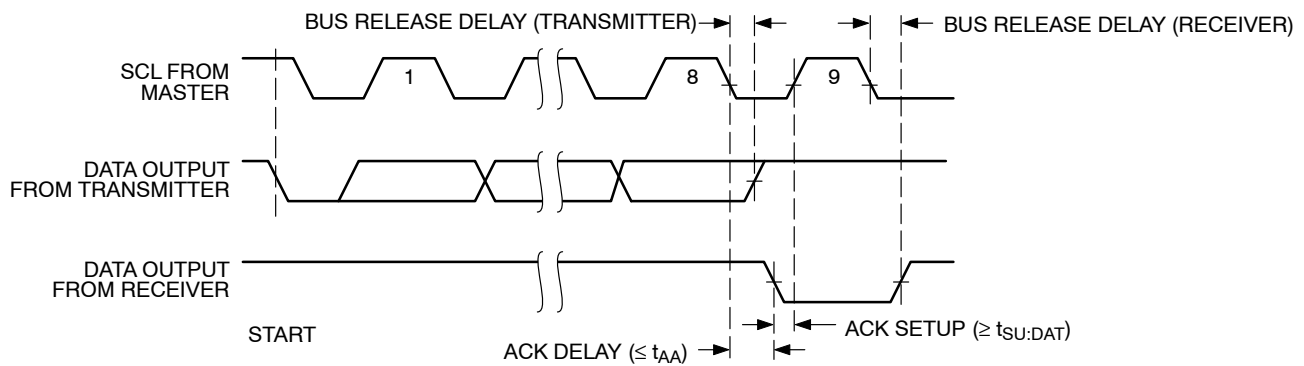 BUS RELEASE DELAY (TRANSMITTER)
BUS RELEASE DELAY (RECEIVER)
SCL FROM
MASTER
1
8
9
DATA OUTPUT
FROM TRANSMITTER
DATA OUTPUT
FROM RECEIVER
START
ACK SETUP (≥ tSU:DAT)
ACK DELAY (≤ tAA)